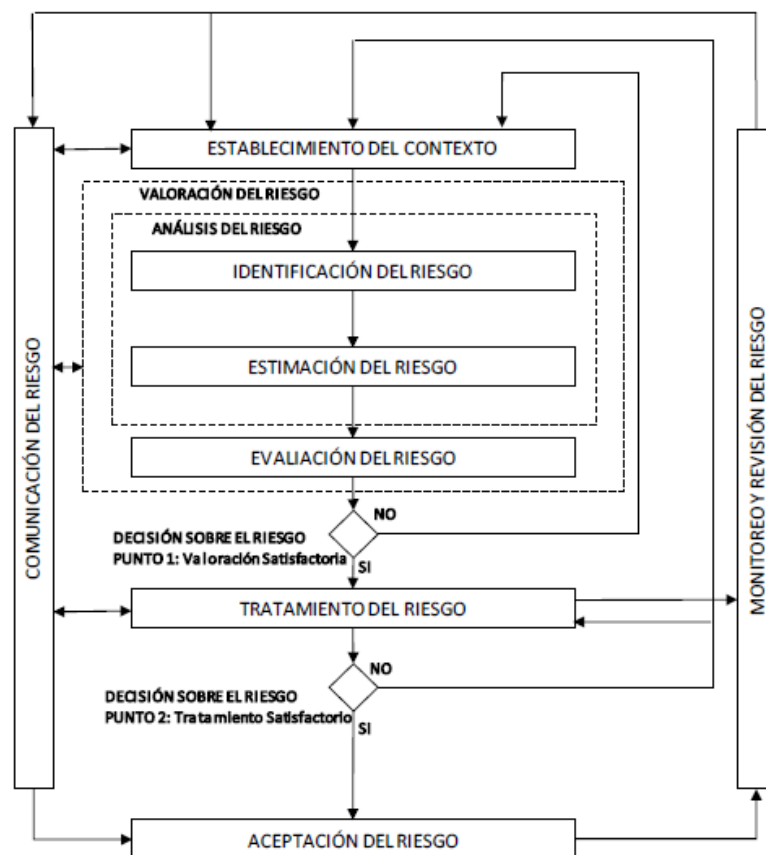 ESTABLECIMIENTO DEL CONTEXTO
VALORACIÓN DEL RIESGO
ANÁLISIS DEL RIESGO
IDENTIFICACIÓN DEL RIESGO
ESTIMACIÓN DEL RIESGO
EVALIACIÓN DEL RIESGO
NO
DECISIÓN SOBRE EL RIESGO
PUNTO 1: Valoración Satisfactoria
SI
TRATAMIENTO DEL RIESGO
NO
DECISIÓN SOBRE EL RIESGO
PUNTO 2: Tratamiento Satisfactorio
SI
ACEPTACIÓN DEL RIESGO
COMUNICACIÓN DEL RIESGO
MONITOREO Y REVISIÓN DEL RIESGO